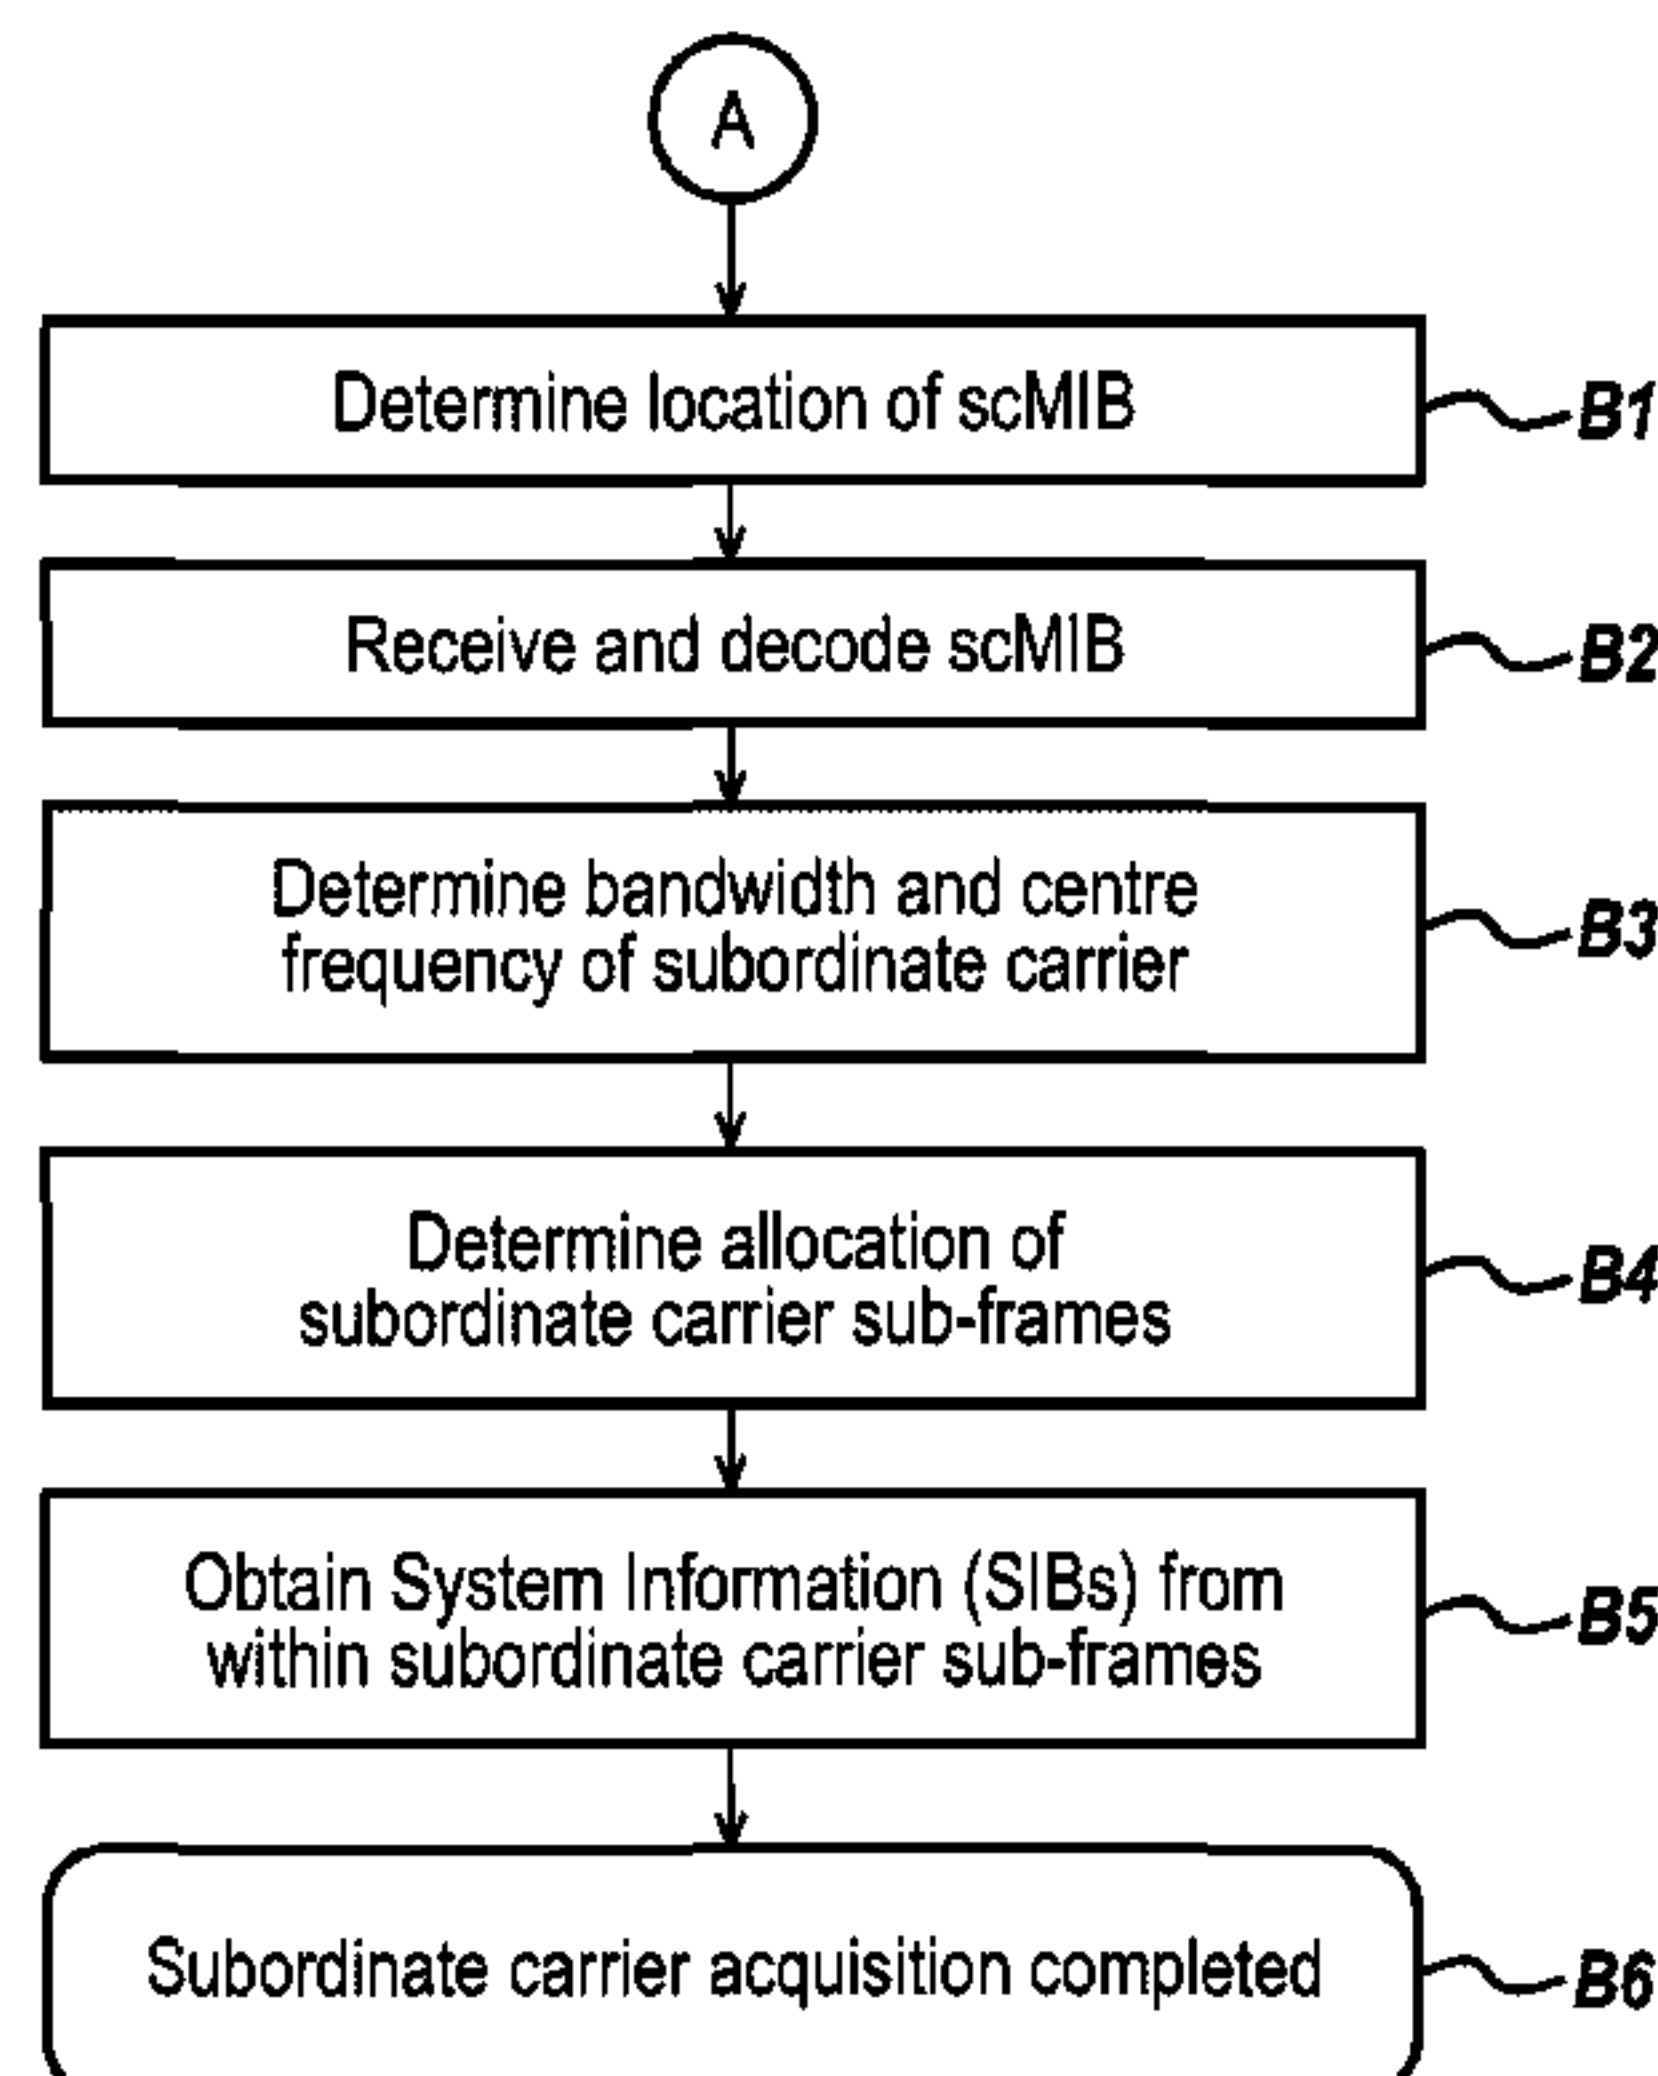 A
Determine location of scMIB
B1
Receive and decode scMIB
B2
Determine bandwidth and centre
frequency of subordinate carrier
B3
Determine allocation of
subordinate carrier sub-frames
B4
Obtain System Information (SIBs) from
within subordinate carrier sub-frames
B5
Subordinate carrier acquisition completed
B6